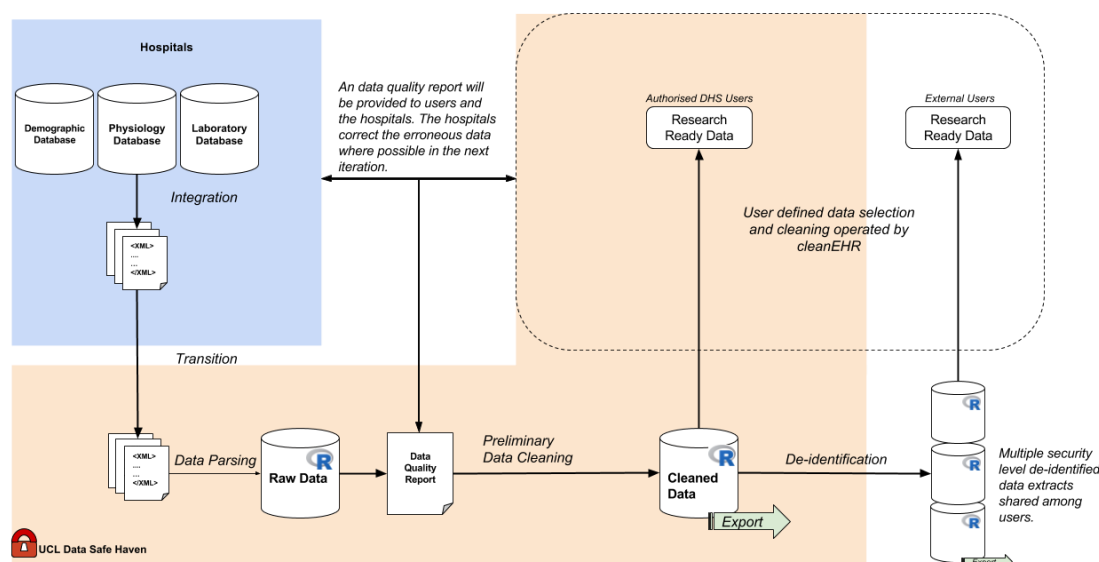 Hospitals
Demographic
Database
Physiology
Database
Laboratory
Database
Integration
<XML>
....
...
</XML>
An data quality report will
be provided to users and
the hospitals. The hospitals
correct the erroneous data
where possible in the next
iteration.
Authorised DHS Users
Research
Ready Data
External Users
Research
Ready Data
User defined data selection
and cleaning operated by
cleanEHR
Transition
<XML>
....
...
</XML>
Data Parsing
R
Raw Data
Data
Quality
Report
Preliminary
Data Cleaning
R
Cleaned
Data
Export
De-identification
R
R
R
Multiple security
level de-identified
data extracts
shared among
users.
Export
UCL Data Safe Haven